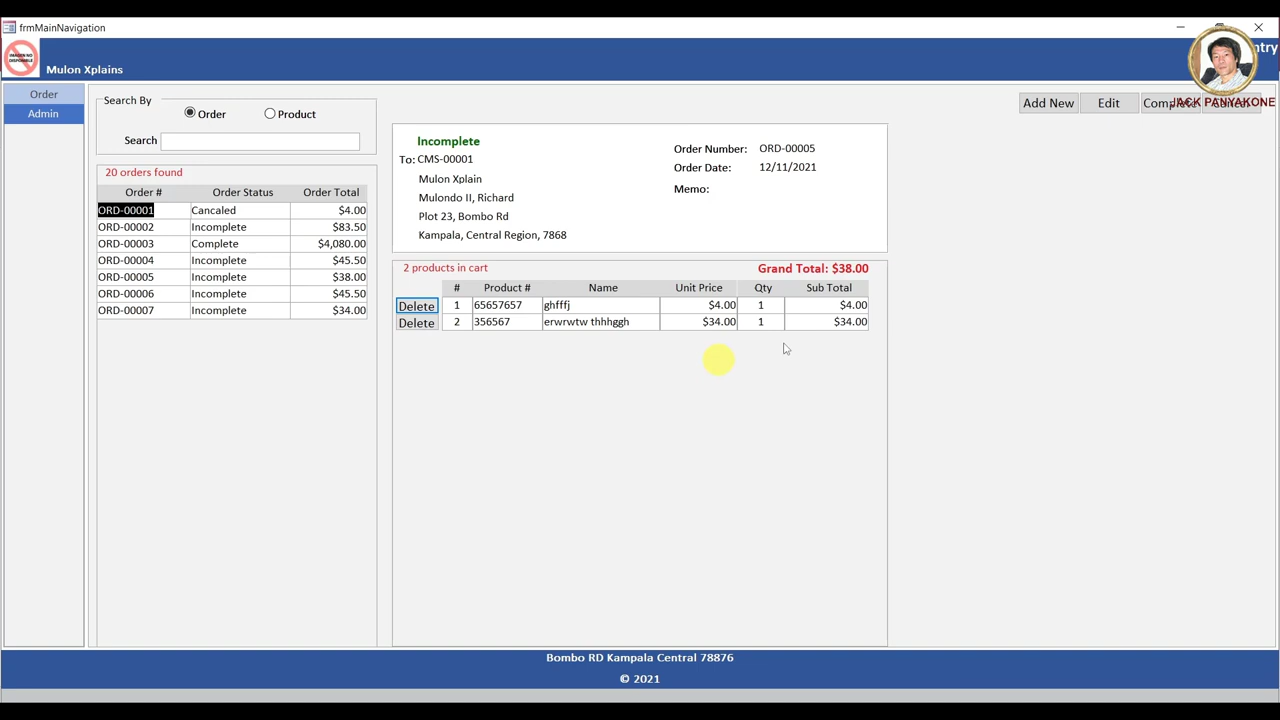 frmMainNavigation
IMAGEN NO DISPONIBLE
Mulon Xplains
ntry
JACK PANYAKONE
Order
Admin
Search By
Order
Product
Search
20 orders found
Order # Order Status Order Total
ORD-00001 Cancaled $4.00
ORD-00002 Incomplete $83.50
ORD-00003 Complete $4,080.00
ORD-00004 Incomplete $45.50
ORD-00005 Incomplete $38.00
ORD-00006 Incomplete $45.50
ORD-00007 Incomplete $34.00
Add New Edit
Incomplete
To: CMS-00001
Mulon Xplain
Mulondo II, Richard
Plot 23, Bombo Rd
Kampala, Central Region, 7868
Order Number: ORD-00005
Order Date: 12/11/2021
Memo:
2 products in cart Grand Total: $38.00
# Product # Name Unit Price Qty Sub Total
Delete 1 65657657 ghfffj $4.00 1 $4.00
Delete 2 356567 erwrwtw thhhggh $34.00 1 $34.00
Bombo RD Kampala Central 78876
© 2021